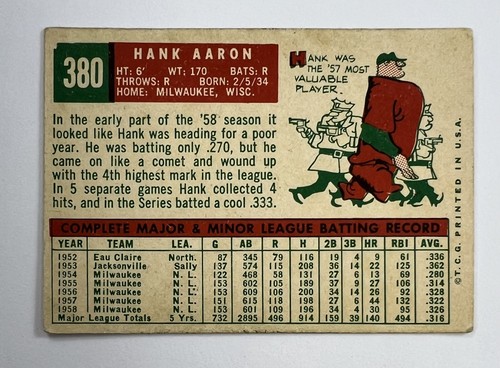 380
HANK AARON
HT: 6' WT: 170 BATS: R
THROWS: R BORN: 2/5/34
HOME: MILWAUKEE, WISC.
HANK WAS
THE '57 MOST
VALUABLE
PLAYER.
In the early part of the '58 season it
looked like Hank was heading for a poor
year. He was batting only .270, but he
came on like a comet and wound up
with the 4th highest mark in the league.
In 5 separate games Hank collected 4
hits, and in the Series batted a cool .333.
COMPLETE MAJOR & MINOR LEAGUE BATTING RECORD
YEAR TEAM LEA. G AB R H 2B 3B HR RBI AVG.
1952 Eau Claire North. 87 345 79 116 19 4 9 61 .336
1953 Jacksonville Sally 137 574 115 208 36 14 22 125 .362
1954 Milwaukee N. L. 122 468 58 131 27 6 13 69 .280
1955 Milwaukee N. L. 153 602 105 189 37 9 27 106 .314
1956 Milwaukee N. L. 153 609 106 200 34 14 26 92 .328
1957 Milwaukee N. L. 151 615 118 198 27 6 44 132 .322
1958 Milwaukee N. L. 153 601 109 196 34 4 30 95 .326
Major League Totals 5 Yrs. 732 2895 496 914 159 39 140 494 .316
© T.C.G. PRINTED IN U.S.A.